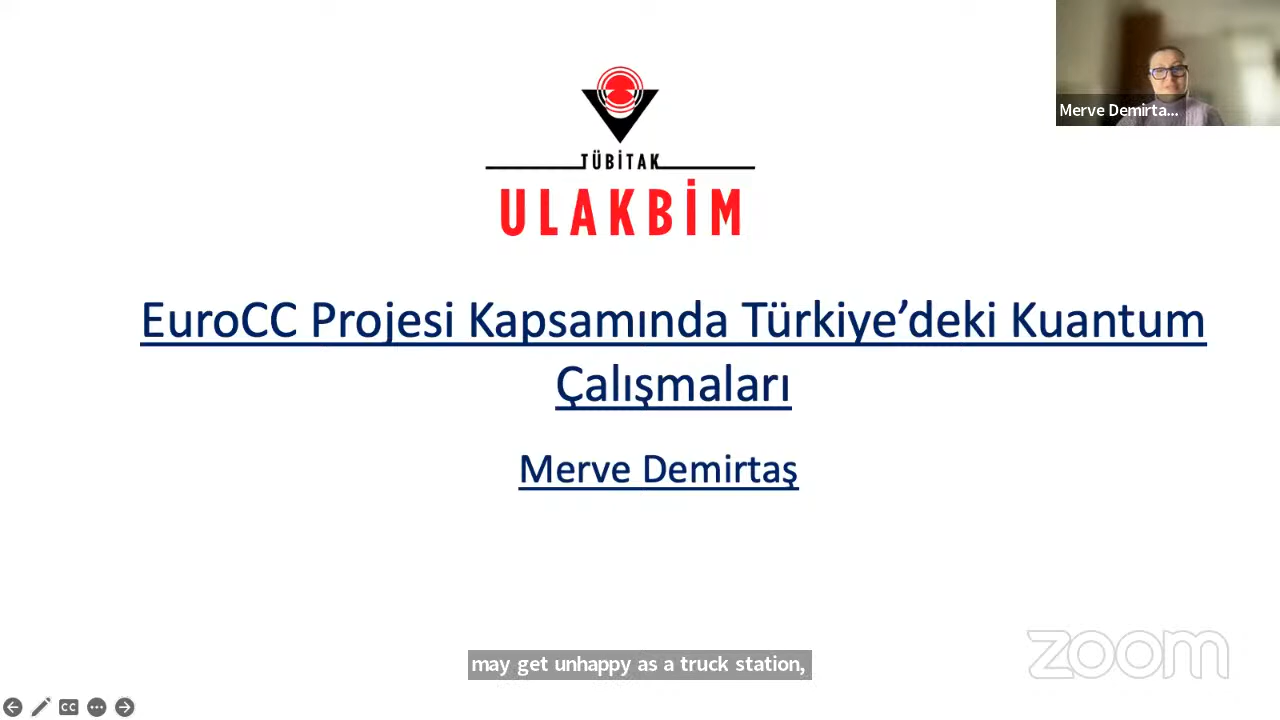 TÜBİTAK
ULAKBİM
Merve Demirta...
EuroCC Projesi Kapsamında Türkiye’deki Kuantum
Çalışmaları
Merve Demirtaş
may get unhappy as a truck station,
zoom
CC